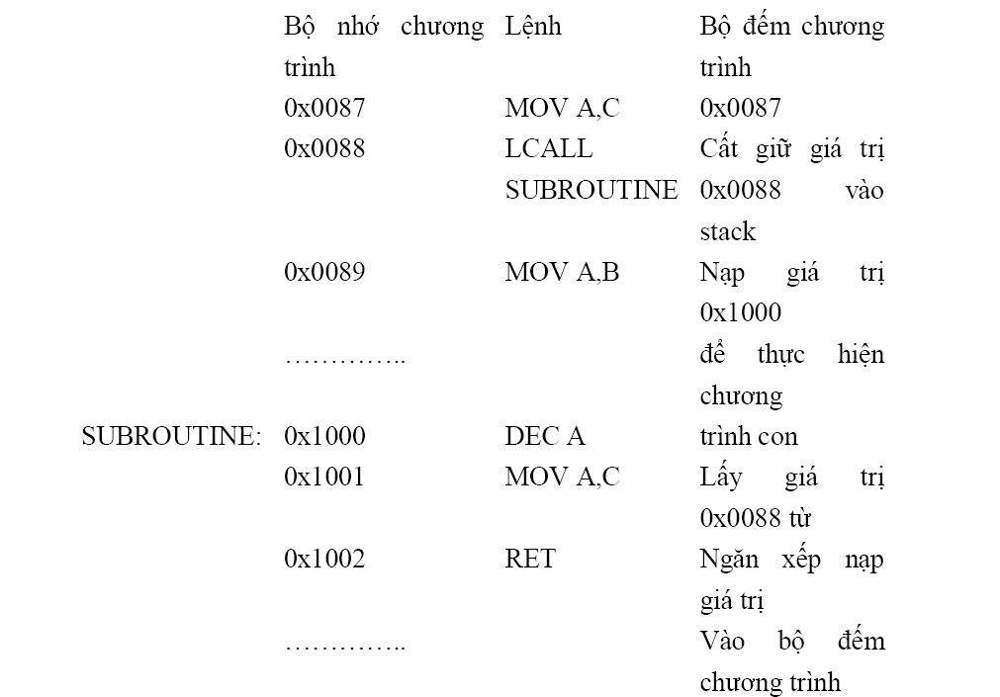 Bộ nhớ chương Lệnh Bộ đếm chương
trình trình
0x0087 MOV A,C 0x0087
0x0088 LCALL Cất giữ giá trị
SUBROUTINE 0x0088 vào
stack
0x0089 MOV A,B Nạp giá trị
0x1000
………….. để thực hiện
chương
SUBROUTINE: 0x1000 DEC A trình con
0x1001 MOV A,C Lấy giá trị
0x0088 từ
0x1002 RET Ngăn xếp nạp
giá trị
………….. Vào bộ đếm
chương trình